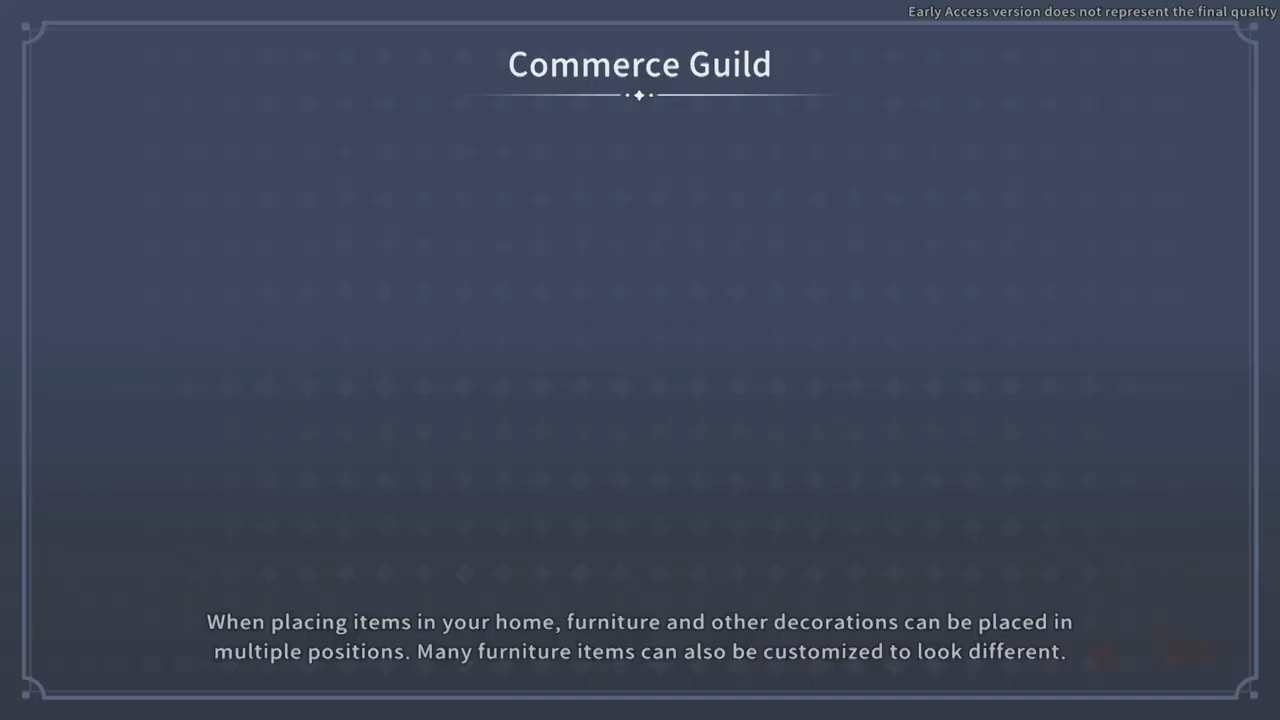 Early Access version does not represent the final quality
Commerce Guild
When placing items in your home, furniture and other decorations can be placed in
multiple positions. Many furniture items can also be customized to look different.